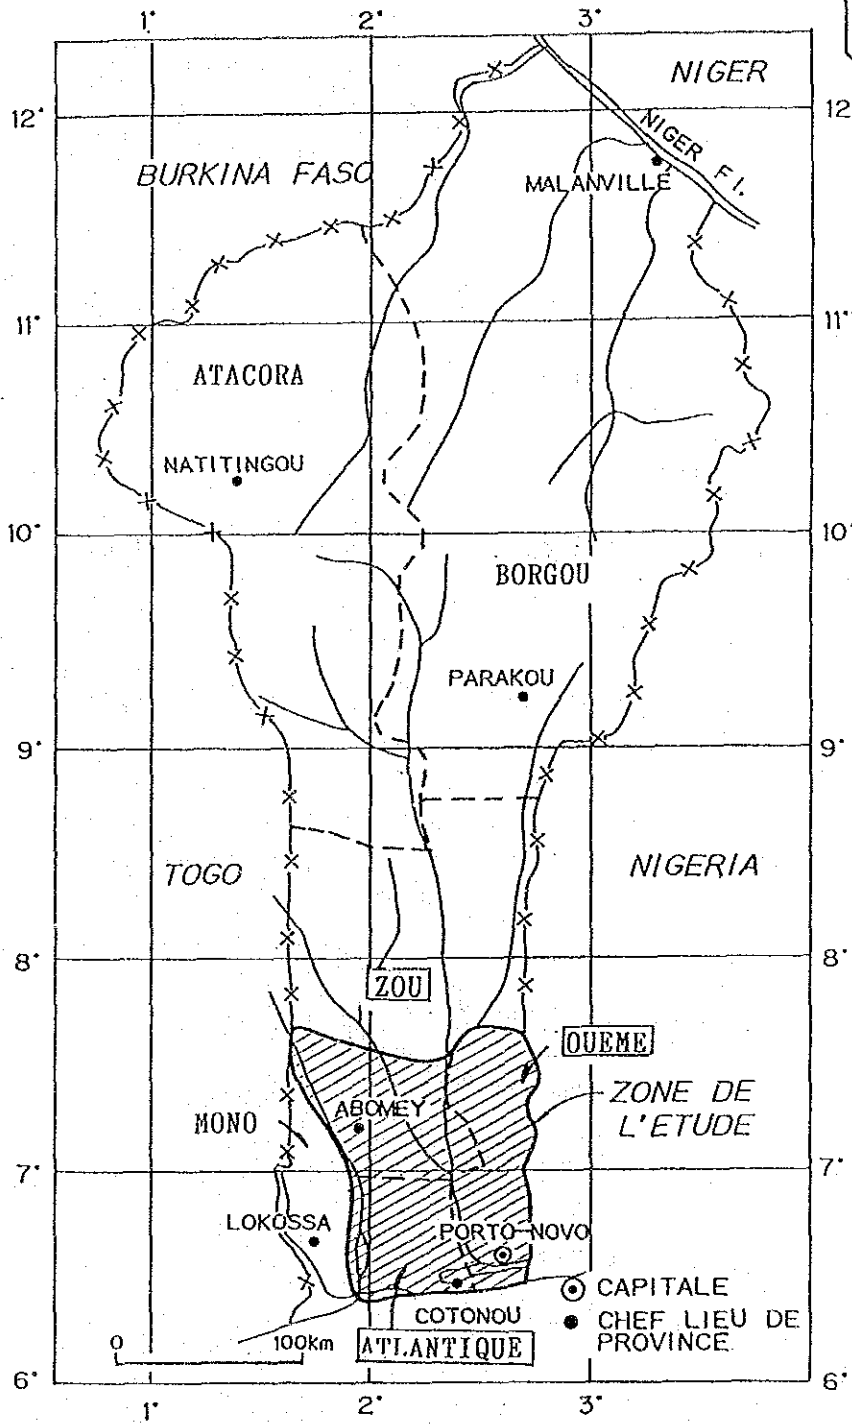 1°
2°
3°
NIGER
12°
12
NIGER Fl.
BURKINA FASO
MALANVILLE
11°
11°
ATACORA
NATITINGOU
10°
10°
BORGOU
PARAKOU
9°
9°
TOGO
NIGERIA
8°
8°
ZOU
OUEME
ABOMEY
ZONE DE
L'ETUDE
MONO
7°
7°
LOKOSSA
PORTO-NOVO
CAPITALE
COTONOU
CHEF LIEU DE
PROVINCE
0
100km
ATLANTIQUE
6°
6°
1°
2°
3°